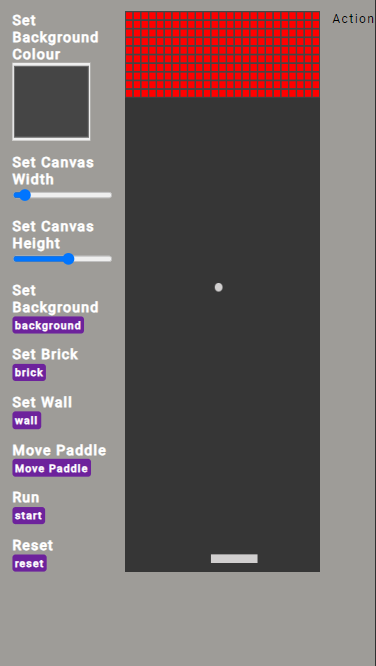 Set
Background
Colour
Set Canvas
Width
Set Canvas
Height
Set
Background
background
Set Brick
brick
Set Wall
wall
Move Paddle
Move Paddle
Run
start
Reset
reset
Action